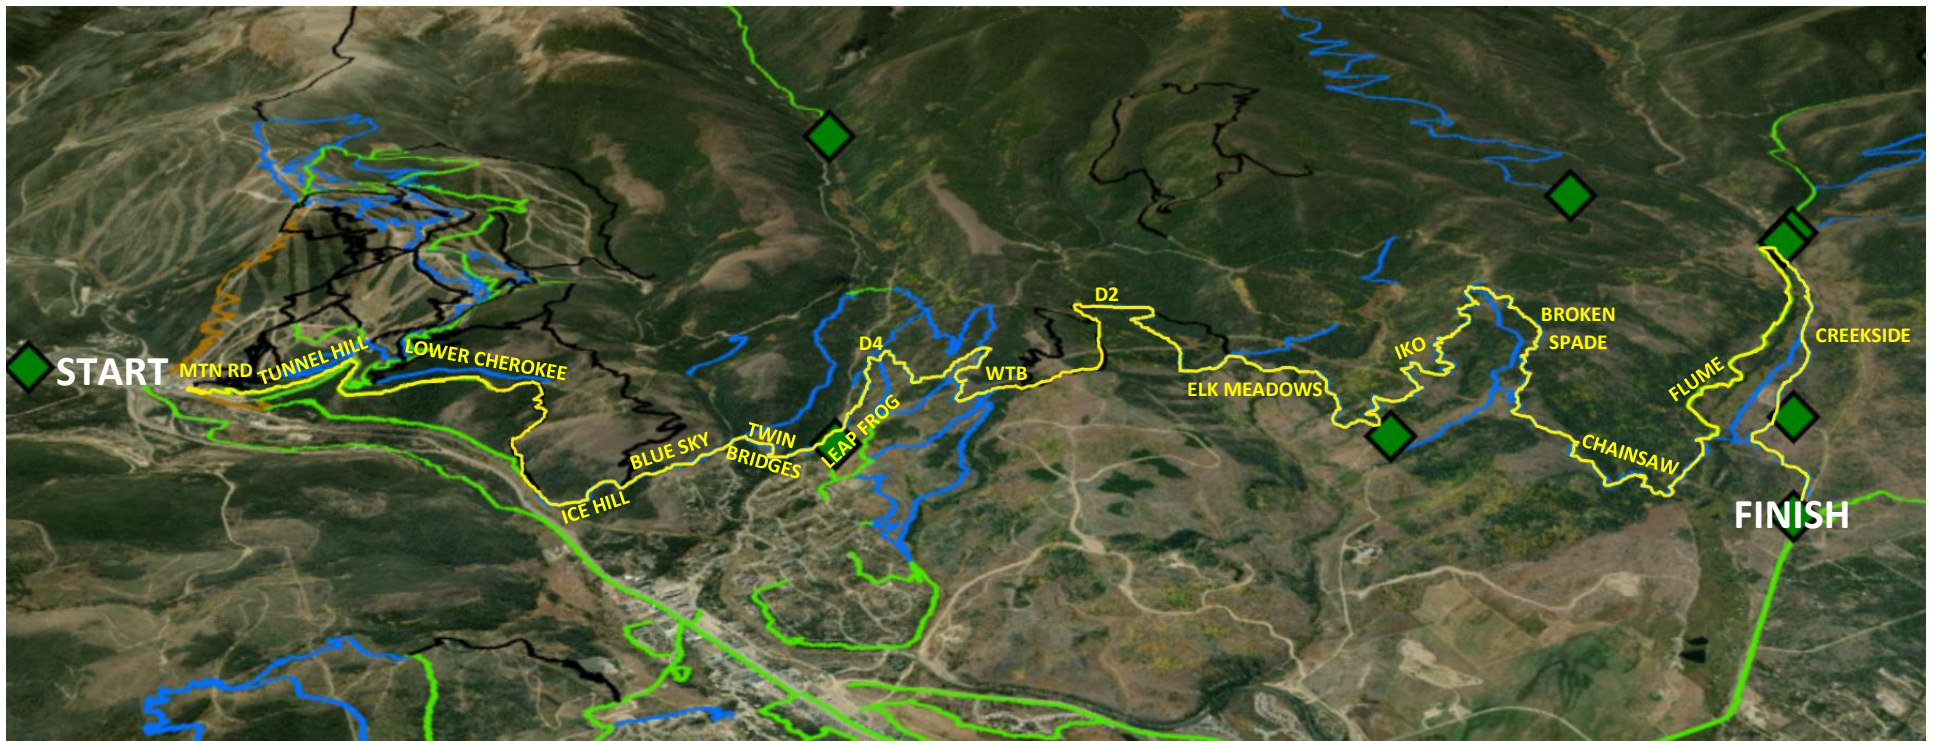 START
MTN RD
TUNNEL HILL
LOWER CHEROKEE
ICE HILL
BLUE SKY
TWIN
BRIDGES
LEAP FROG
D4
WTB
D2
ELK MEADOWS
IKO
BROKEN
SPADE
CHAINSAW
FLUME
CREEKSIDE
FINISH